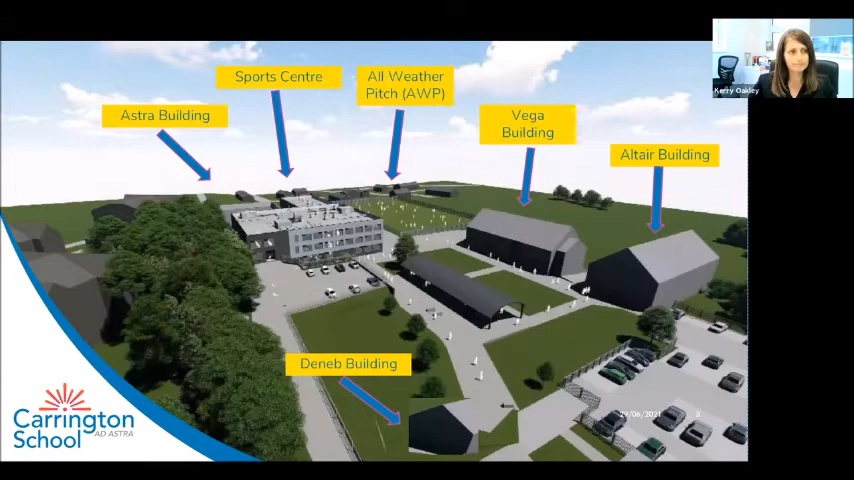 Kerry Oakley
Sports Centre
All Weather
Pitch (AWP)
Astra Building
Vega
Building
Altair Building
Deneb Building
Carrington
School AD ASTRA
29/06/2021 5